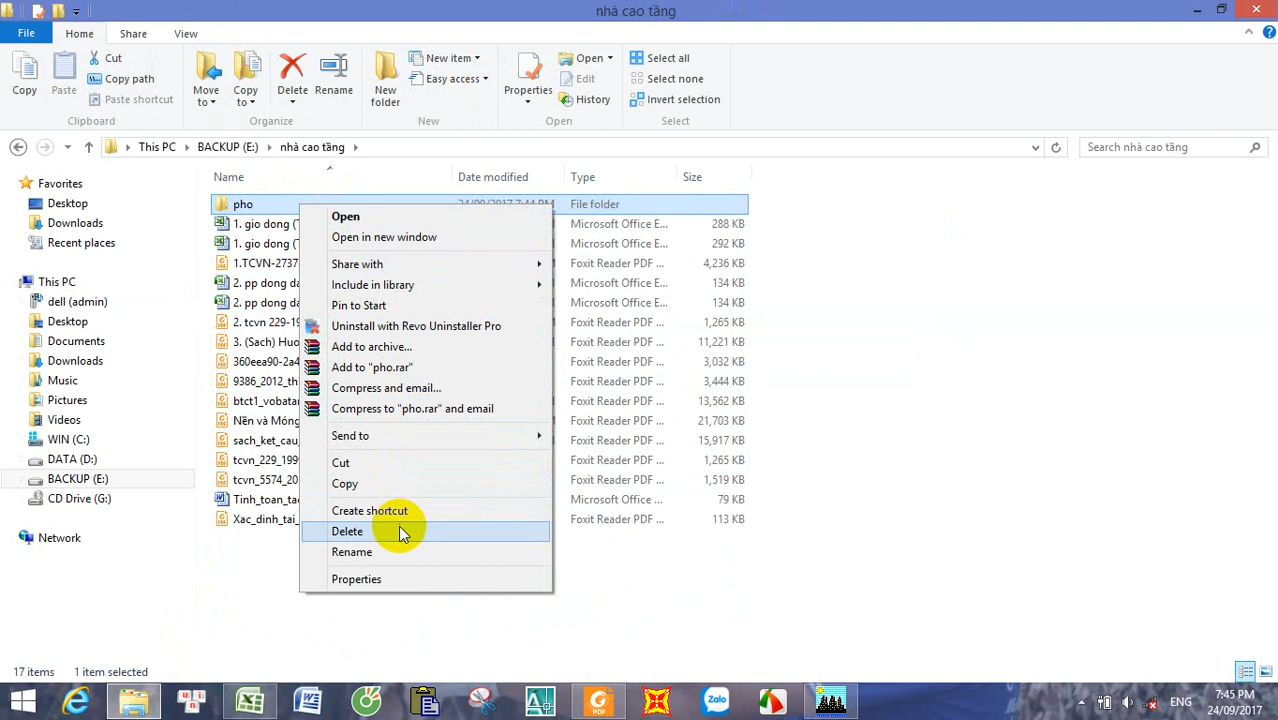 nhà cao tầng
File Home Share View
Copy
Paste
Cut
Copy path
Paste shortcut
Clipboard
Move to
Copy to
Delete
Rename
Organize
New folder
New item
Easy access
New
Properties
Open
Edit
History
Open
Select all
Select none
Invert selection
Select
This PC BACKUP (E:) nhà cao tầng
Search nhà cao tầng
Favorites
Desktop
Downloads
Recent places
This PC
dell (admin)
Desktop
Documents
Downloads
Music
Pictures
Videos
WIN (C:)
DATA (D:)
BACKUP (E:)
CD Drive (G:)
Network
Name Date modified Type Size
pho 24/09/2017 7:44 PM File folder
1. gio dong (T Microsoft Office E... 288 KB
1. gio dong (T Microsoft Office E... 292 KB
1.TCVN-2737 Foxit Reader PDF ... 4,236 KB
2. pp dong da Microsoft Office E... 134 KB
2. pp dong da Microsoft Office E... 134 KB
2. tcvn 229-19 Foxit Reader PDF ... 1,265 KB
3. (Sach) Huo Foxit Reader PDF ... 11,221 KB
360eea90-2a4 Foxit Reader PDF ... 3,032 KB
9386_2012_th Foxit Reader PDF ... 3,444 KB
btct1_vobatan Foxit Reader PDF ... 13,562 KB
Nền và Móng Foxit Reader PDF ... 21,703 KB
sach_ket_cau_ Foxit Reader PDF ... 15,917 KB
tcvn_229_199 Foxit Reader PDF ... 1,265 KB
tcvn_5574_20 Foxit Reader PDF ... 1,519 KB
Tinh_toan_tac Microsoft Office ... 79 KB
Xac_dinh_tai_ Foxit Reader PDF ... 113 KB
Open
Open in new window
Share with
Include in library
Pin to Start
Uninstall with Revo Uninstaller Pro
Add to archive...
Add to "pho.rar"
Compress and email...
Compress to "pho.rar" and email
Send to
Cut
Copy
Create shortcut
Delete
Rename
Properties
17 items 1 item selected
PDF
Zalo
ENG
7:45 PM
24/09/2017